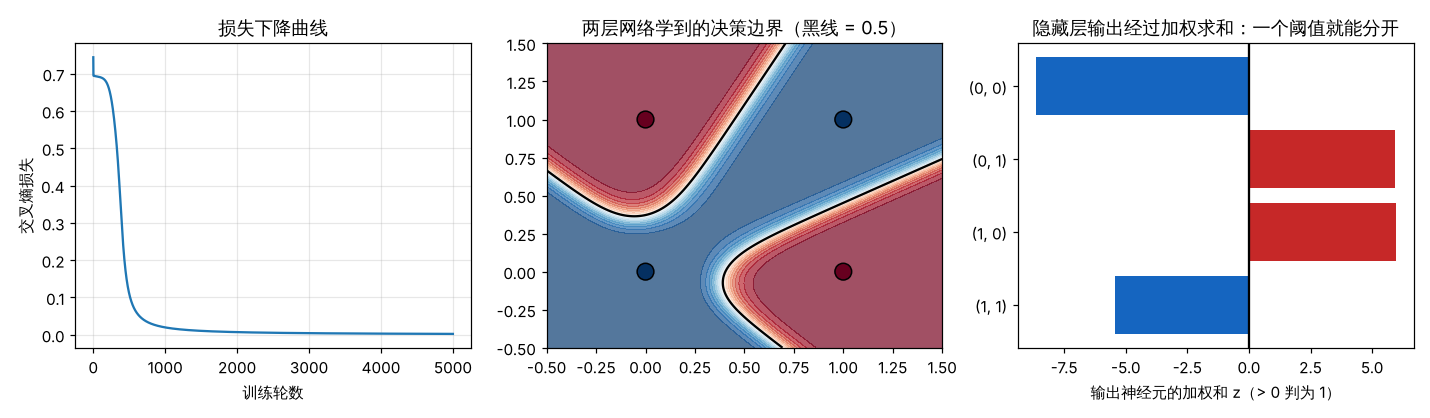 损失下降曲线
交叉熵损失
0.7
0.6
0.5
0.4
0.3
0.2
0.1
0.0
0 1000 2000 3000 4000 5000
训练轮数
两层网络学到的决策边界（黑线 = 0.5）
1.50
1.25
1.00
0.75
0.50
0.25
0.00
-0.25
-0.50
-0.50 -0.25 0.00 0.25 0.50 0.75 1.00 1.25 1.50
隐藏层输出经过加权求和：一个阈值就能分开
(0, 0)
(0, 1)
(1, 0)
(1, 1)
-7.5 -5.0 -2.5 0.0 2.5 5.0
输出神经元的加权和 z（> 0 判为 1）